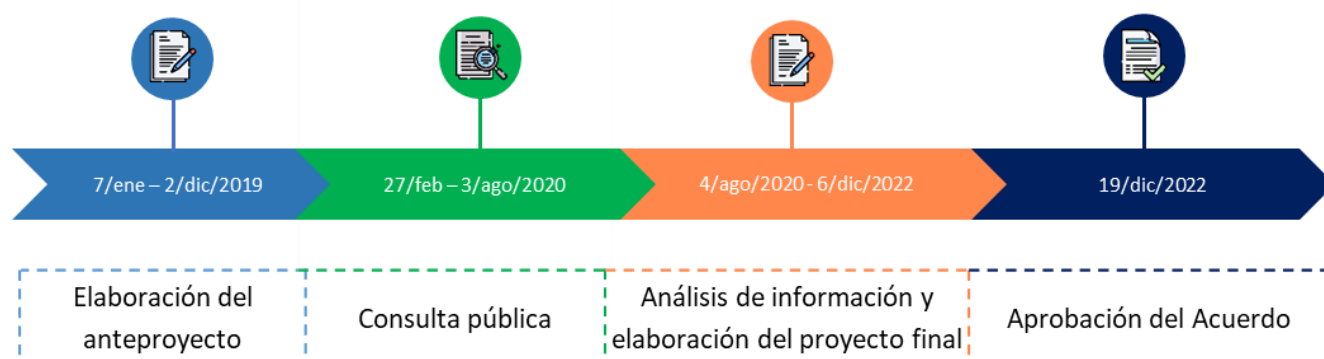 7/ene – 2/dic/2019
27/feb – 3/ago/2020
4/ago/2020 - 6/dic/2022
19/dic/2022
Elaboración del
anteproyecto
Consulta pública
Análisis de información y
elaboración del proyecto final
Aprobación del Acuerdo